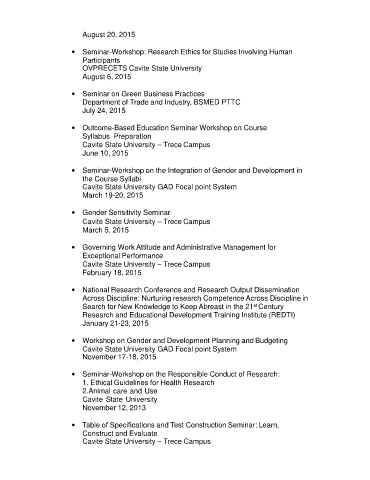 August 20, 2015
• Seminar-Workshop: Research Ethics for Studies Involving Human
Participants
OVPRECETS Cavite State University
August 6, 2015
• Seminar on Green Business Practices
Department of Trade and Industry, BSMED PTTC
July 24, 2015
• Outcome-Based Education Seminar Workshop on Course
Syllabus Preparation
Cavite State University – Trece Campus
June 10, 2015
• Seminar-Workshop on the Integration of Gender and Development in
the Course Syllabi
Cavite State University GAD Focal point System
March 19-20, 2015
• Gender Sensitivity Seminar
Cavite State University – Trece Campus
March 5, 2015
• Governing Work Attitude and Administrative Management for
Exceptional Performance
Cavite State University – Trece Campus
February 18, 2015
• National Research Conference and Research Output Dissemination
Across Discipline: Nurturing research Competence Across Discipline in
Search for New Knowledge to Keep Abreast in the 21st Century
Research and Educational Development Training Institute (REDTI)
January 21-23, 2015
• Workshop on Gender and Development Planning and Budgeting
Cavite State University GAD Focal point System
November 17-18, 2015
• Seminar-Workshop on the Responsible Conduct of Research:
1. Ethical Guidelines for Health Research
2.Animal care and Use
Cavite State University
November 12, 2013
• Table of Specifications and Test Construction Seminar: Learn,
Construct and Evaluate
Cavite State University – Trece Campus